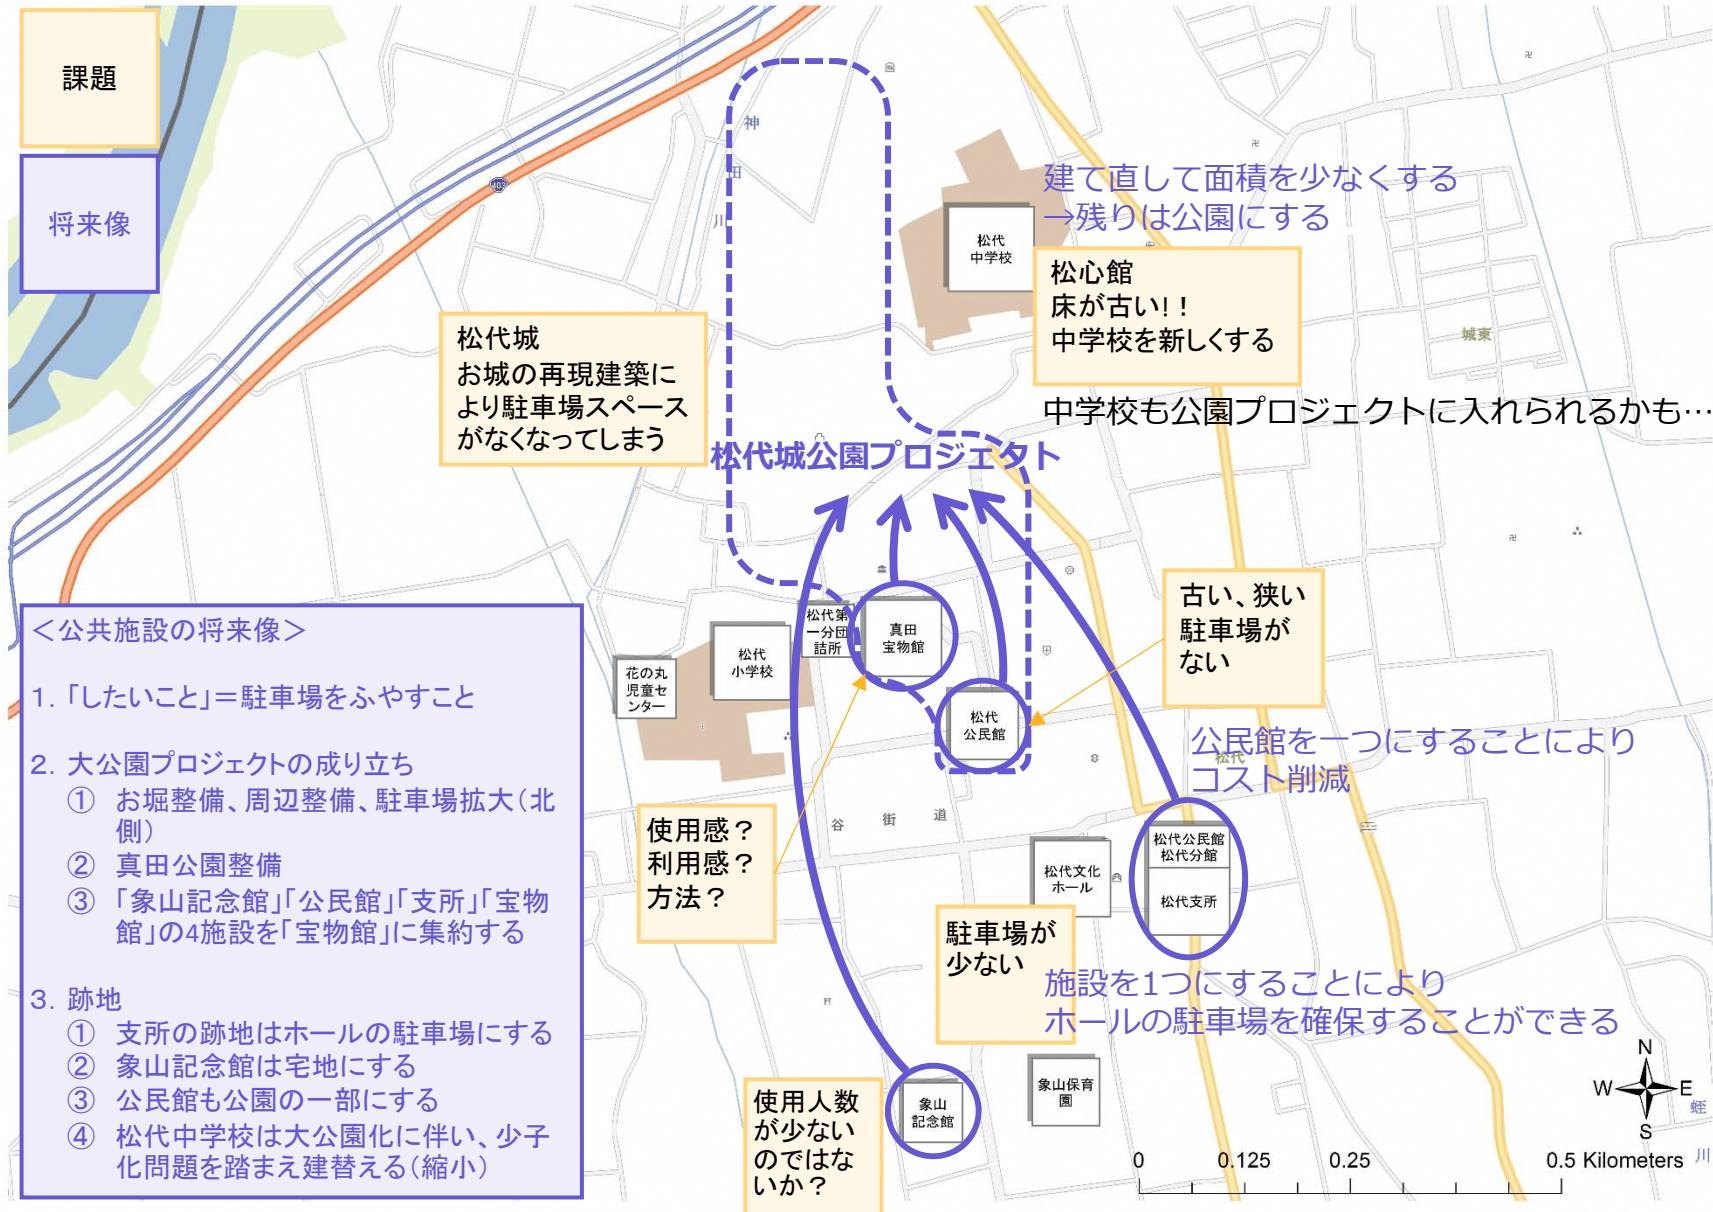 課題
将来像
403
神
田
川
松代
中学校
建て直して面積を少なくする
→残りは公園にする
松心館
床が古い！！
中学校を新しくする
城東
中学校も公園プロジェクトに入れられるかも…
松代城
お城の再現建築に
より駐車場スペース
がなくなってしまう
松代城公園プロジェクト
古い、狭い
駐車場が
ない
松代第
一分団
詰所
真田
宝物館
松代
小学校
花の丸
児童セ
ンター
松代
公民館
公民館を一つにすることにより
コスト削減
松代
谷 街 道
使用感？
利用感？
方法？
松代公民館
松代分館
松代支所
松代文化
ホール
駐車場が
少ない
施設を1つにすることにより
ホールの駐車場を確保することができる
象山保育
園
象山
記念館
使用人数
が少ない
のではな
いか？
＜公共施設の将来像＞
1. 「したいこと」＝駐車場をふやすこと
2. 大公園プロジェクトの成り立ち
① お堀整備、周辺整備、駐車場拡大（北
側）
② 真田公園整備
③ 「象山記念館」「公民館」「支所」「宝物
館」の4施設を「宝物館」に集約する
3. 跡地
① 支所の跡地はホールの駐車場にする
② 象山記念館は宅地にする
③ 公民館も公園の一部にする
④ 松代中学校は大公園化に伴い、少子
化問題を踏まえ建替える（縮小）
N
W E
S
蛭
川
0 0.125 0.25 0.5 Kilometers